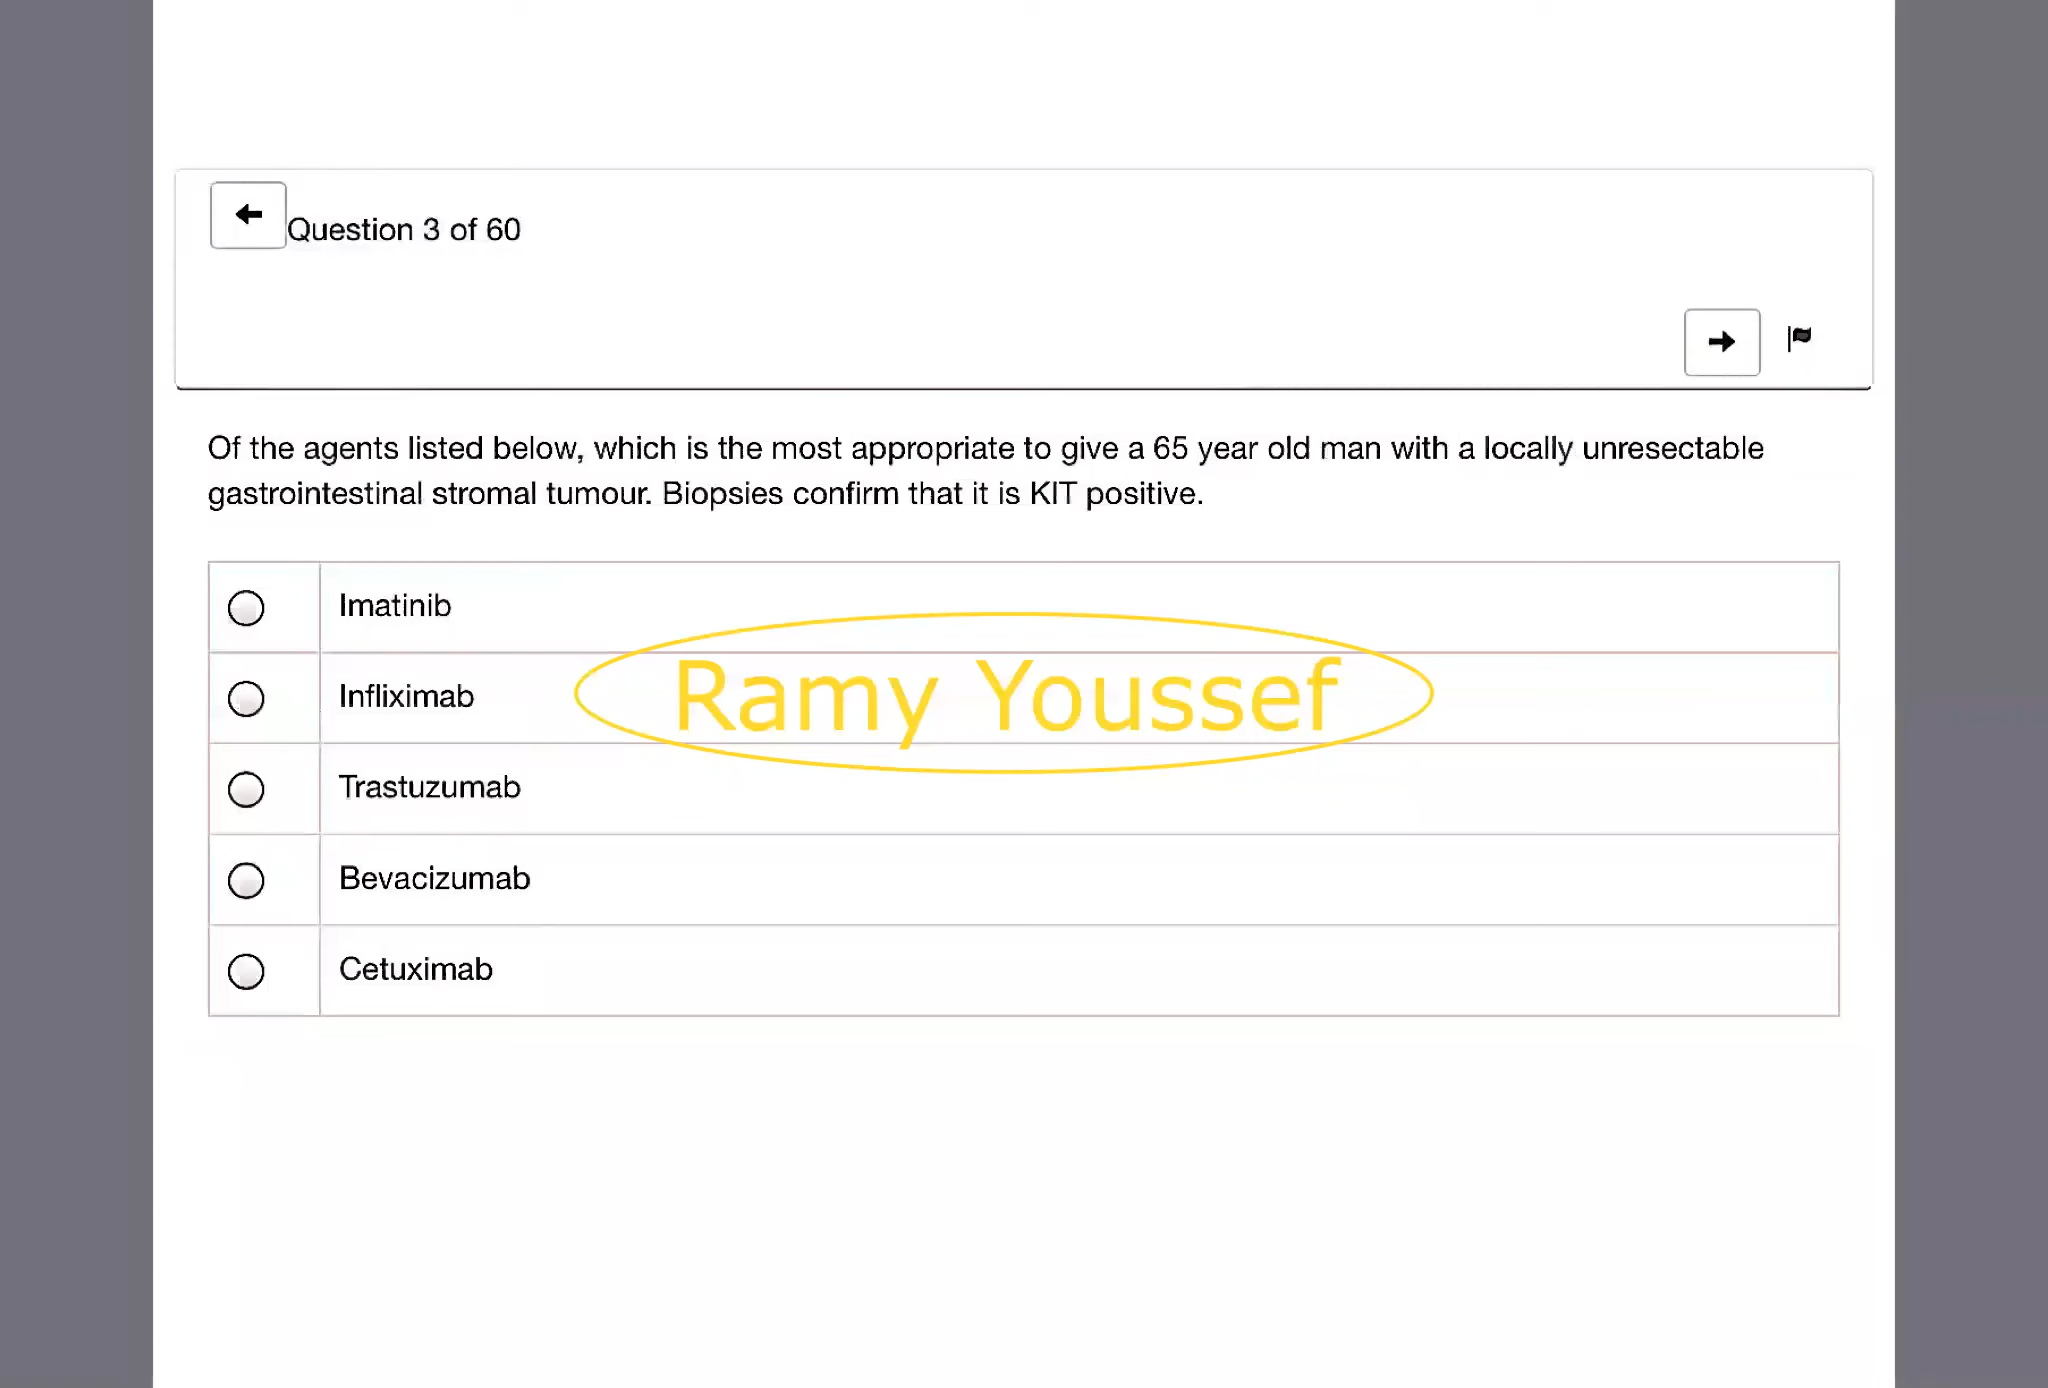 Question 3 of 60
Of the agents listed below, which is the most appropriate to give a 65 year old man with a locally unresectable
gastrointestinal stromal tumour. Biopsies confirm that it is KIT positive.
Imatinib
Infliximab
Ramy Youssef
Trastuzumab
Bevacizumab
Cetuximab